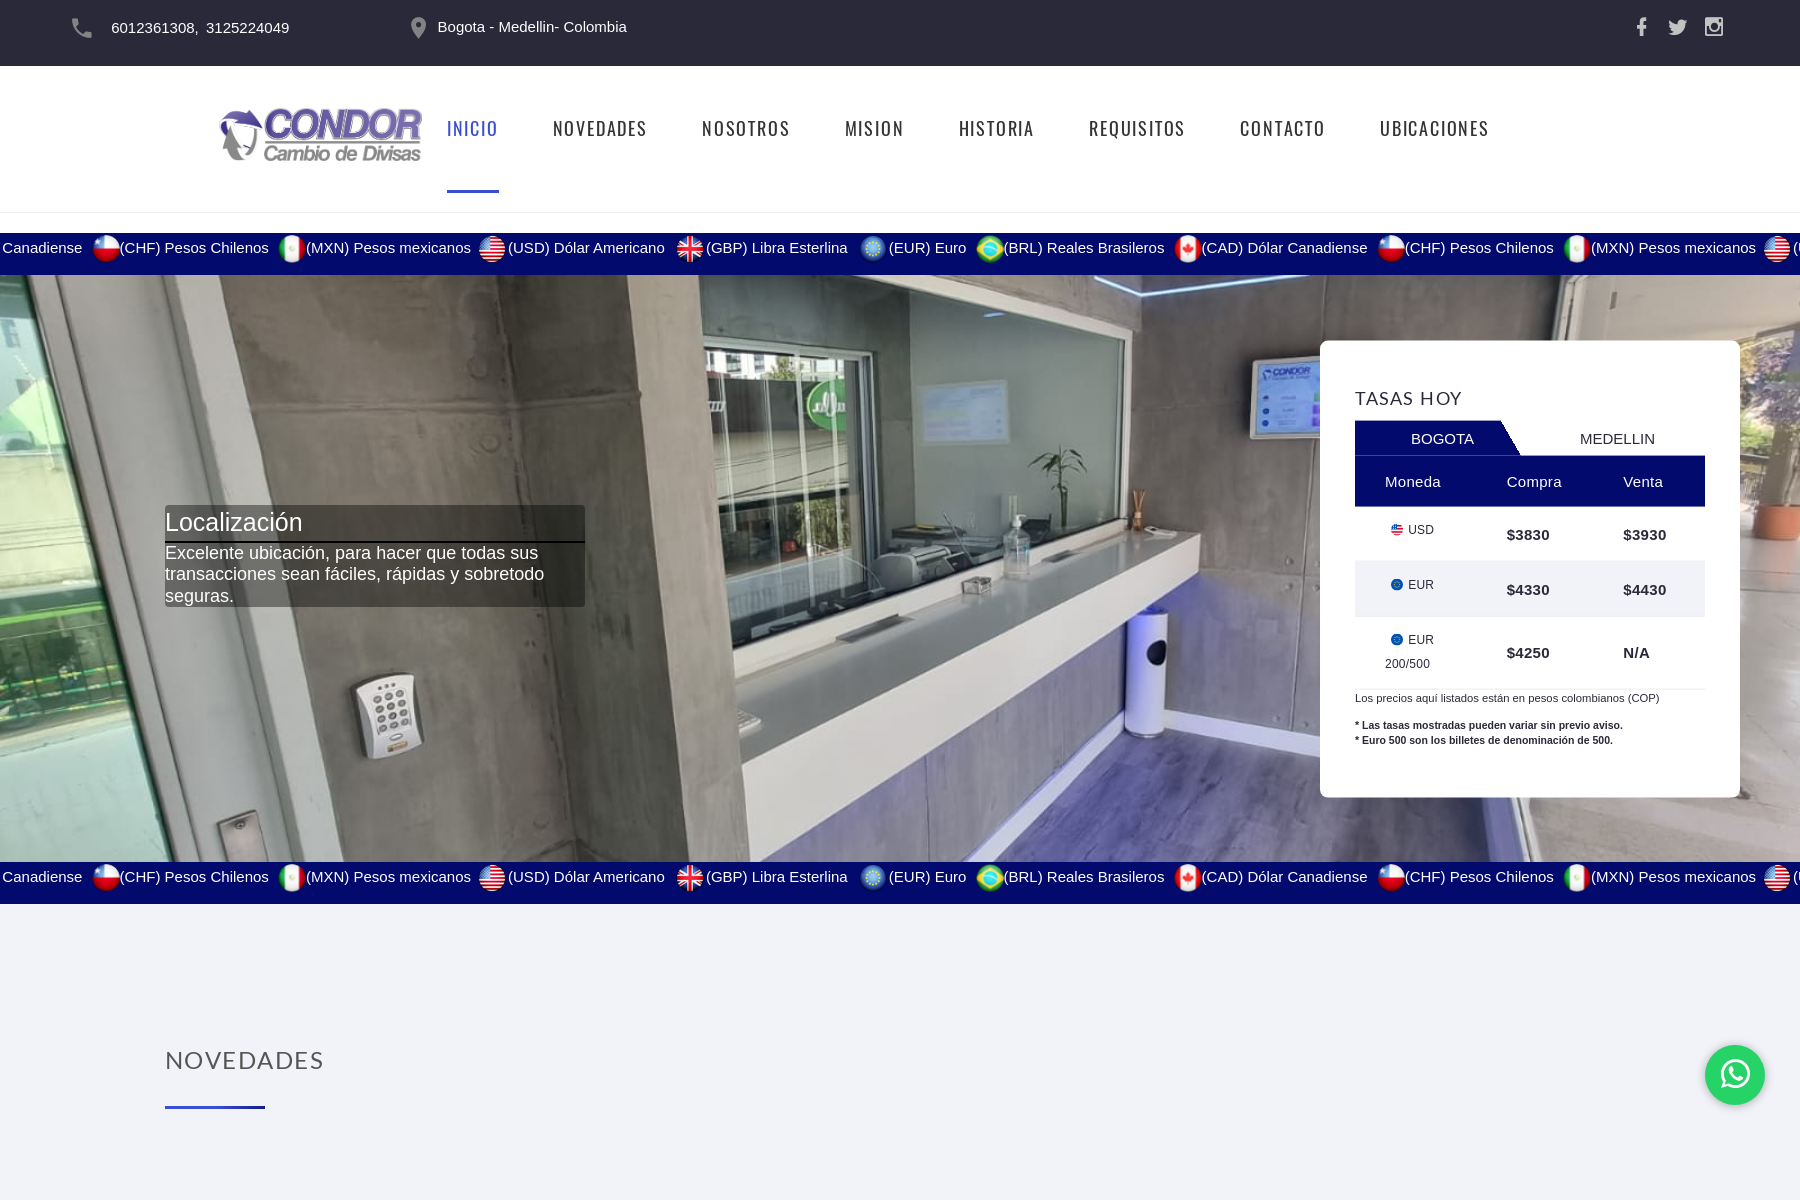 6012361308, 3125224049
Bogota - Medellin- Colombia
CONDOR
Cambio de Divisas
INICIO NOVEDADES NOSOTROS MISION HISTORIA REQUISITOS CONTACTO UBICACIONES
Canadiense (CHF) Pesos Chilenos (MXN) Pesos mexicanos (USD) Dólar Americano (GBP) Libra Esterlina (EUR) Euro (BRL) Reales Brasileros (CAD) Dólar Canadiense (CHF) Pesos Chilenos (MXN) Pesos mexicanos
Localización
Excelente ubicación, para hacer que todas sus
transacciones sean fáciles, rápidas y sobretodo
seguras.
CONDOR
TASAS HOY
BOGOTA MEDELLIN
Moneda Compra Venta
USD $3830 $3930
EUR $4330 $4430
EUR
200/500 $4250 N/A
Los precios aquí listados están en pesos colombianos (COP)
* Las tasas mostradas pueden variar sin previo aviso.
* Euro 500 son los billetes de denominación de 500.
Canadiense (CHF) Pesos Chilenos (MXN) Pesos mexicanos (USD) Dólar Americano (GBP) Libra Esterlina (EUR) Euro (BRL) Reales Brasileros (CAD) Dólar Canadiense (CHF) Pesos Chilenos (MXN) Pesos mexicanos
NOVEDADES